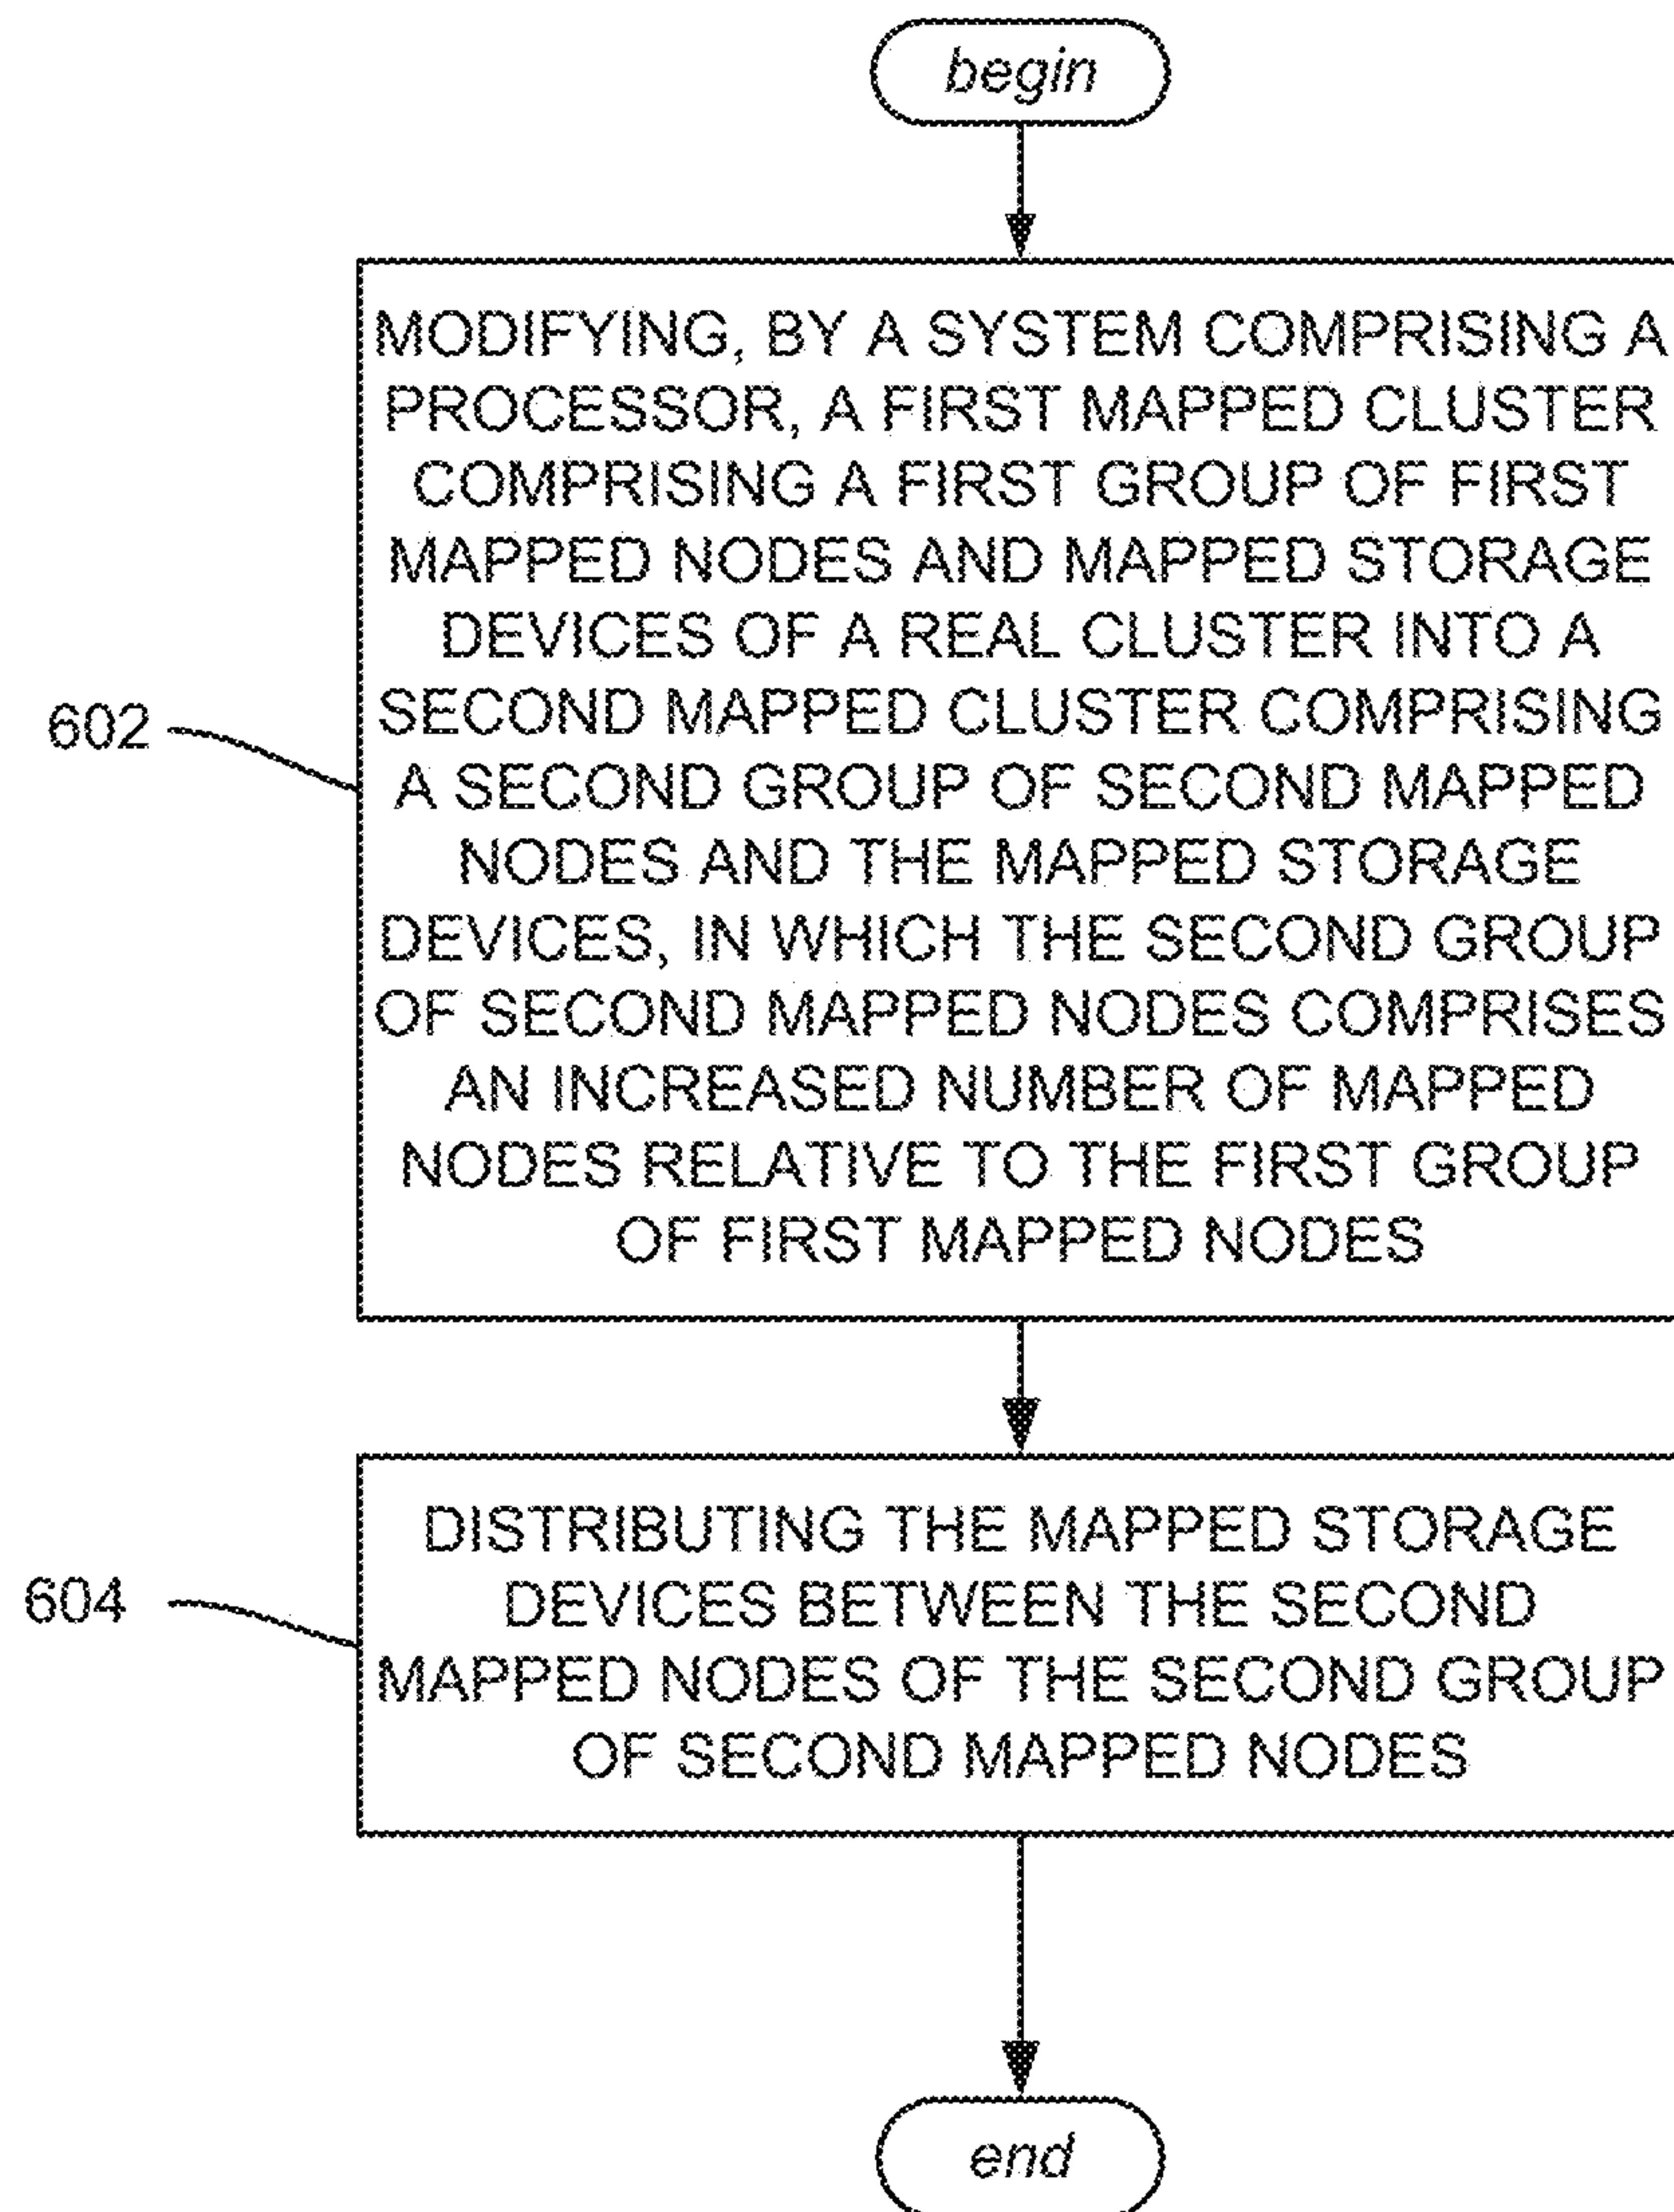 begin
MODIFYING, BY A SYSTEM COMPRISING A
PROCESSOR, A FIRST MAPPED CLUSTER
COMPRISING A FIRST GROUP OF FIRST
MAPPED NODES AND MAPPED STORAGE
DEVICES OF A REAL CLUSTER INTO A
SECOND MAPPED CLUSTER COMPRISING
A SECOND GROUP OF SECOND MAPPED
NODES AND THE MAPPED STORAGE
DEVICES, IN WHICH THE SECOND GROUP
OF SECOND MAPPED NODES COMPRISES
AN INCREASED NUMBER OF MAPPED
NODES RELATIVE TO THE FIRST GROUP
OF FIRST MAPPED NODES
602
DISTRIBUTING THE MAPPED STORAGE
DEVICES BETWEEN THE SECOND
MAPPED NODES OF THE SECOND GROUP
OF SECOND MAPPED NODES
604
end